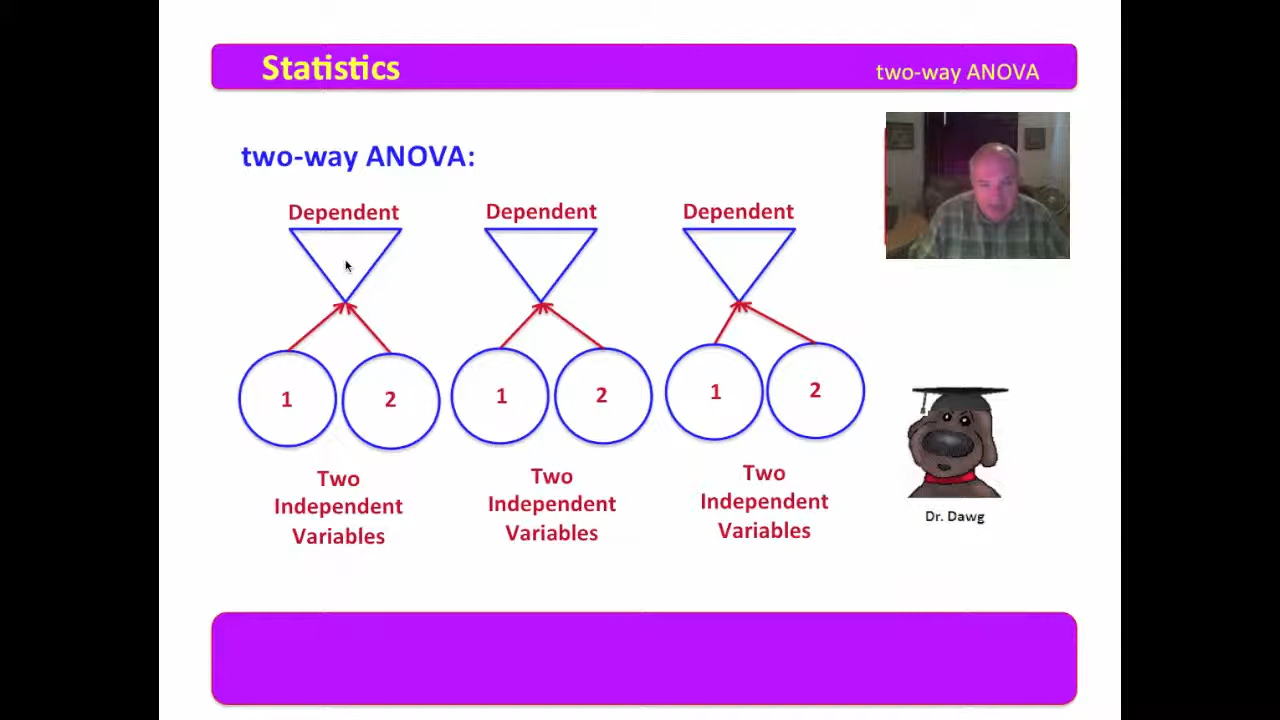 Statistics
two-way ANOVA
two-way ANOVA:
Dependent
Dependent
Dependent
1
2
1
2
1
2
Two
Independent
Variables
Two
Independent
Variables
Two
Independent
Variables
Dr. Dawg